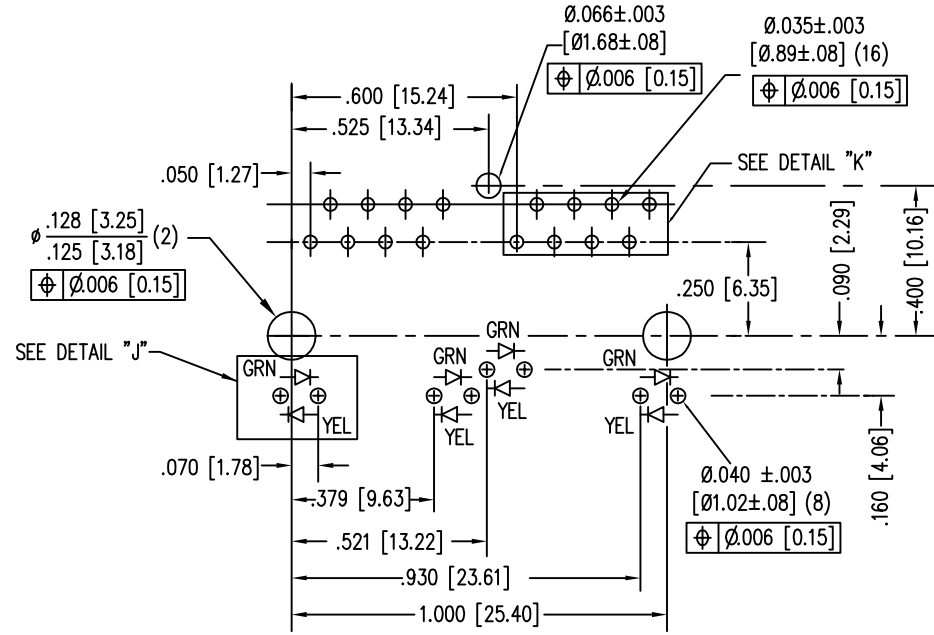 Ø.066±.003
[Ø1.68±.08]
⌖ Ø.006 [0.15]
Ø.035±.003
[Ø.89±.08] (16)
⌖ Ø.006 [0.15]
.600 [15.24]
.525 [13.34]
.050 [1.27]
SEE DETAIL "K"
ø .128 [3.25]
.125 [3.18] (2)
⌖ Ø.006 [0.15]
.250 [6.35]
.090 [2.29]
.400 [10.16]
SEE DETAIL "J"
GRN
YEL
GRN
YEL
GRN
YEL
GRN
YEL
.070 [1.78]
.379 [9.63]
.521 [13.22]
.930 [23.61]
1.000 [25.40]
Ø.040 ±.003
[Ø1.02±.08] (8)
⌖ Ø.006 [0.15]
.160 [4.06]